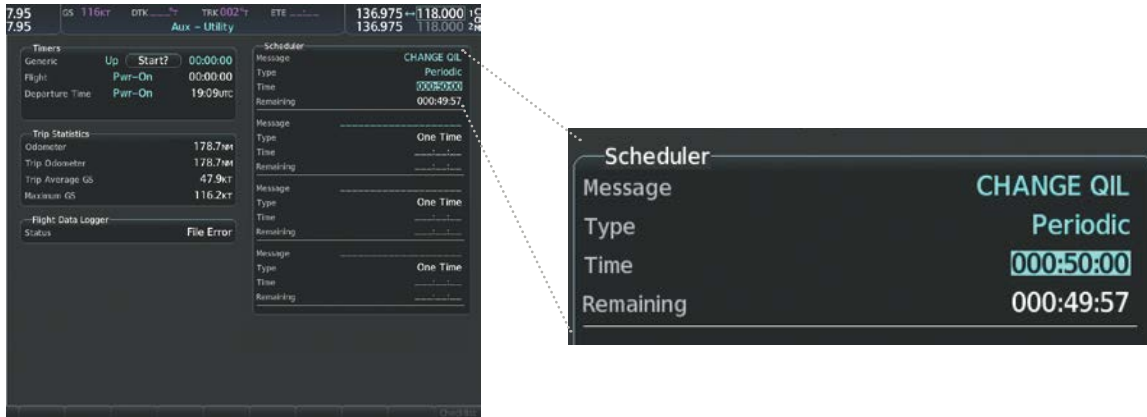 7.95 GS 116KT DTK ___°T TRK 002°T ETE __:__ 136.975 ↔ 118.000
7.95 Aux – Utility 136.975 118.000
Timers
Generic Up Start? 00:00:00
Flight Pwr–On 00:00:00
Departure Time Pwr–On 19:09UTC
Trip Statistics
Odometer 178.7NM
Trip Odometer 178.7NM
Trip Average GS 47.9KT
Maximum GS 116.2KT
Flight Data Logger
Status File Error
Scheduler
Message CHANGE OIL
Type Periodic
Time 000:50:00
Remaining 000:49:57
Message
Type One Time
Time
Remaining
Message
Type One Time
Time
Remaining
Message
Type One Time
Time
Remaining
Checklist
Scheduler
Message CHANGE QIL
Type Periodic
Time 000:50:00
Remaining 000:49:57